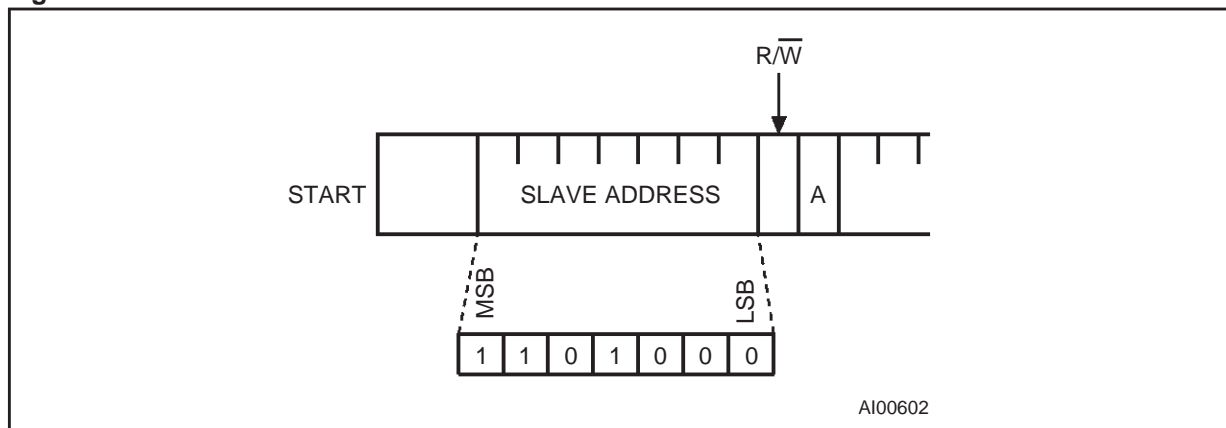 R/W̅
START
SLAVE ADDRESS
A
MSB
LSB
1 1 0 1 0 0 0
AI00602